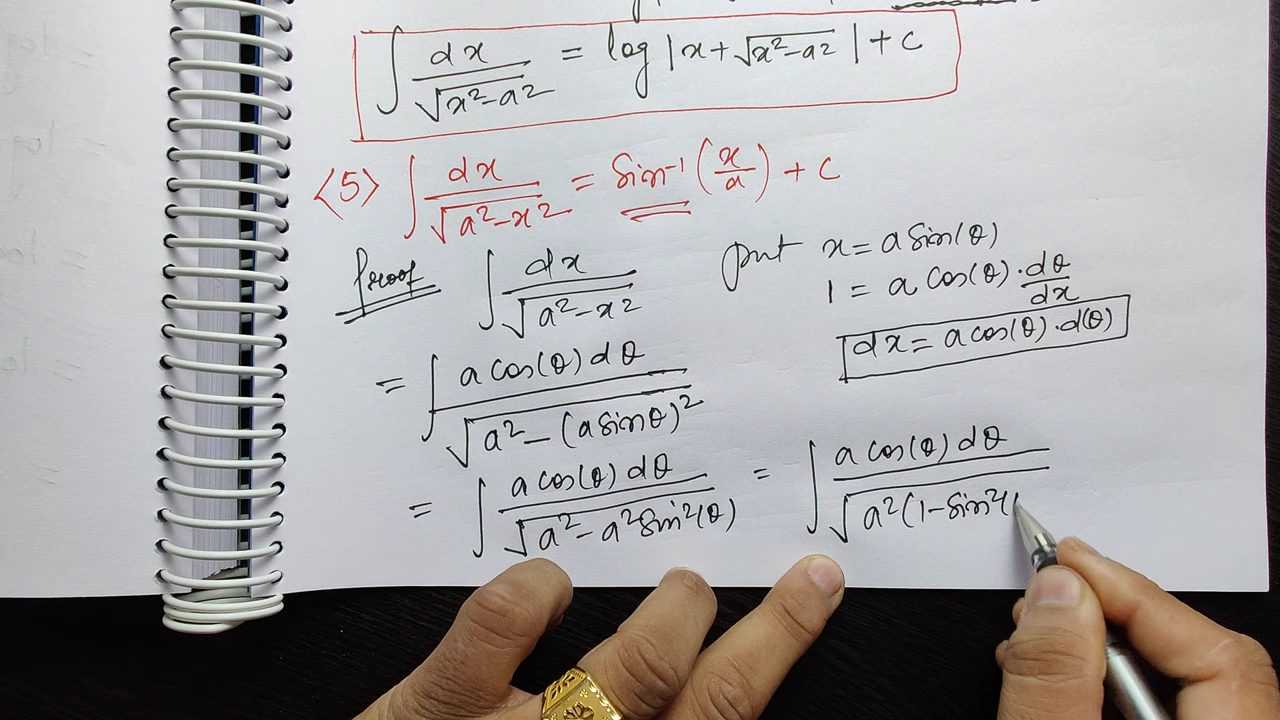 ∫ dx/√(x²-a²) = log |x+√(x²-a²)| + c
<5> ∫ dx/√(a²-x²) = Sin⁻¹ (x/a) + c
Proof ∫ dx/√(a²-x²) put x = a Sin(θ)
1 = a cos(θ)·dθ/dx
dx = a cos(θ)·d(θ)
= ∫ a cos(θ) dθ/√(a²-(a sinθ)²)
= ∫ a cos(θ) dθ/√(a²-a² Sin²(θ)) = ∫ a cos(θ) dθ/√(a²(1-Sin²(